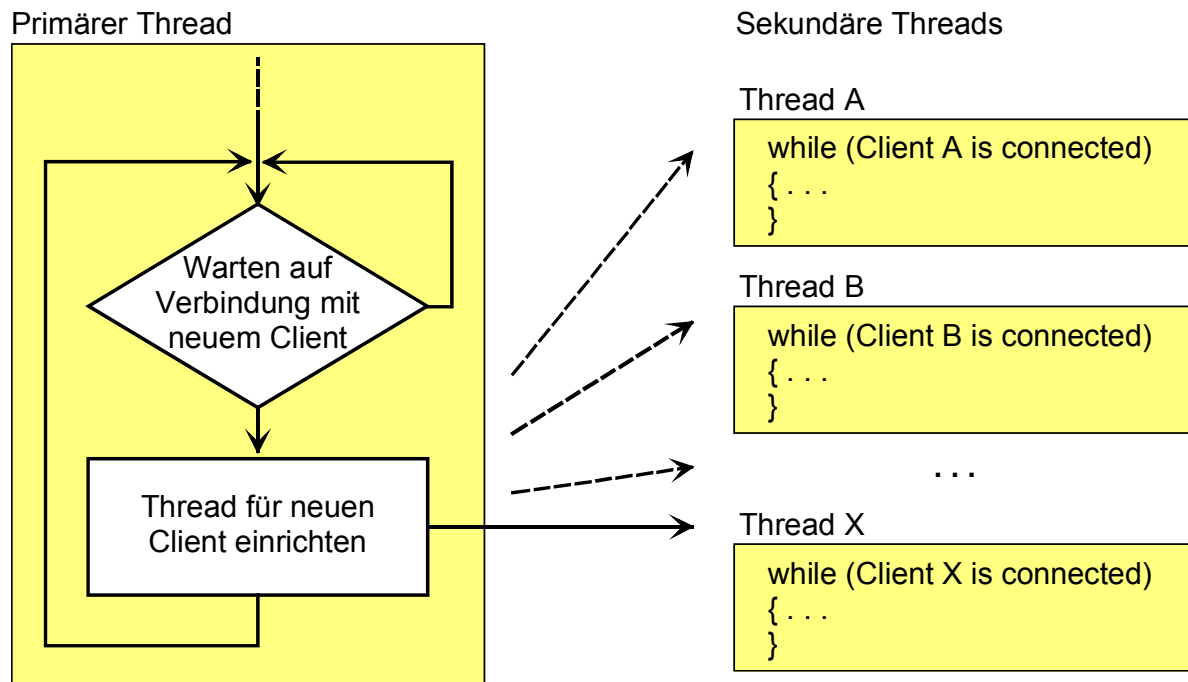 Primärer Thread
Warten auf
Verbindung mit
neuem Client
Thread für neuen
Client einrichten
Sekundäre Threads
Thread A
while (Client A is connected)
{ . . .
}
Thread B
while (Client B is connected)
{ . . .
}
. . .
Thread X
while (Client X is connected)
{ . . .
}